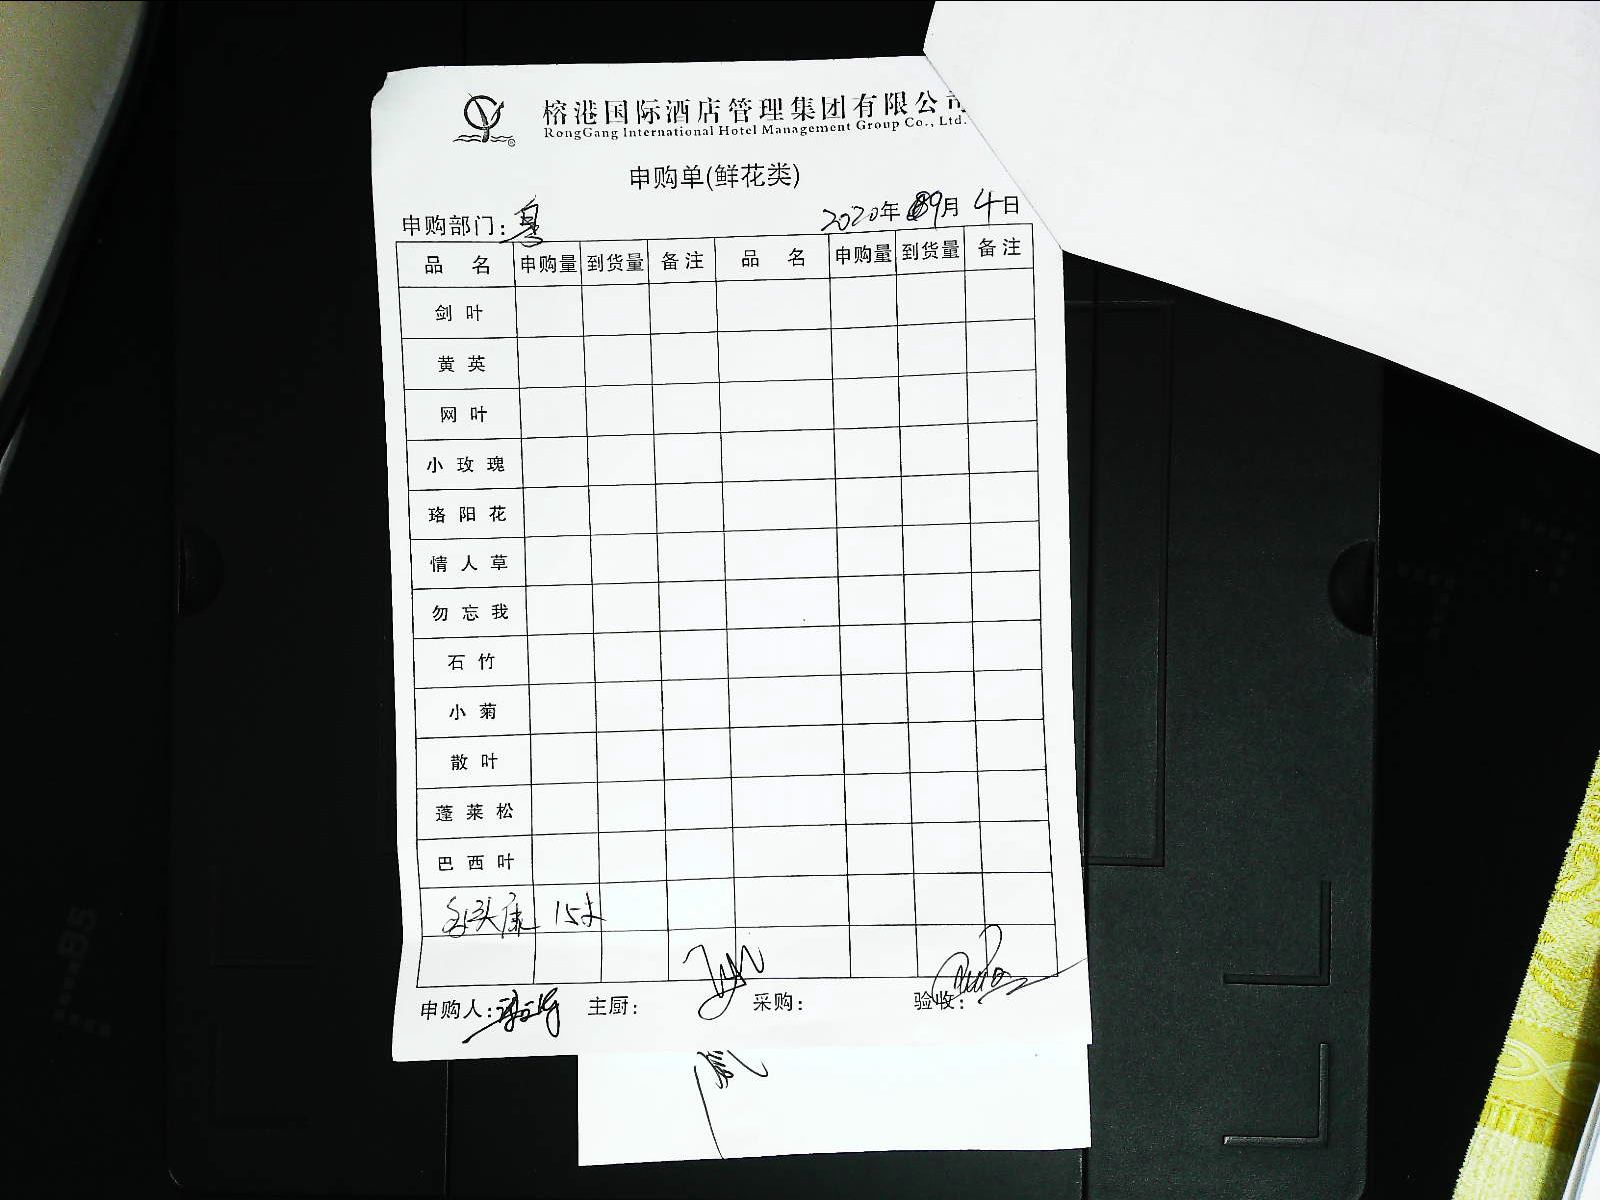 榕港国际酒店管理集团有限公司
RongGang International Hotel Management Group Co., Ltd.
申购单(鲜花类)
申购部门： 2020年 9月 4日
品 名 申购量 到货量 备注 品 名 申购量 到货量 备注
剑 叶
黄 英
网 叶
小 玫 瑰
珞 阳 花
情 人 草
勿 忘 我
石 竹
小 菊
散 叶
蓬 莱 松
巴 西 叶
头康 15
申购人： 主厨： 采购： 验收：